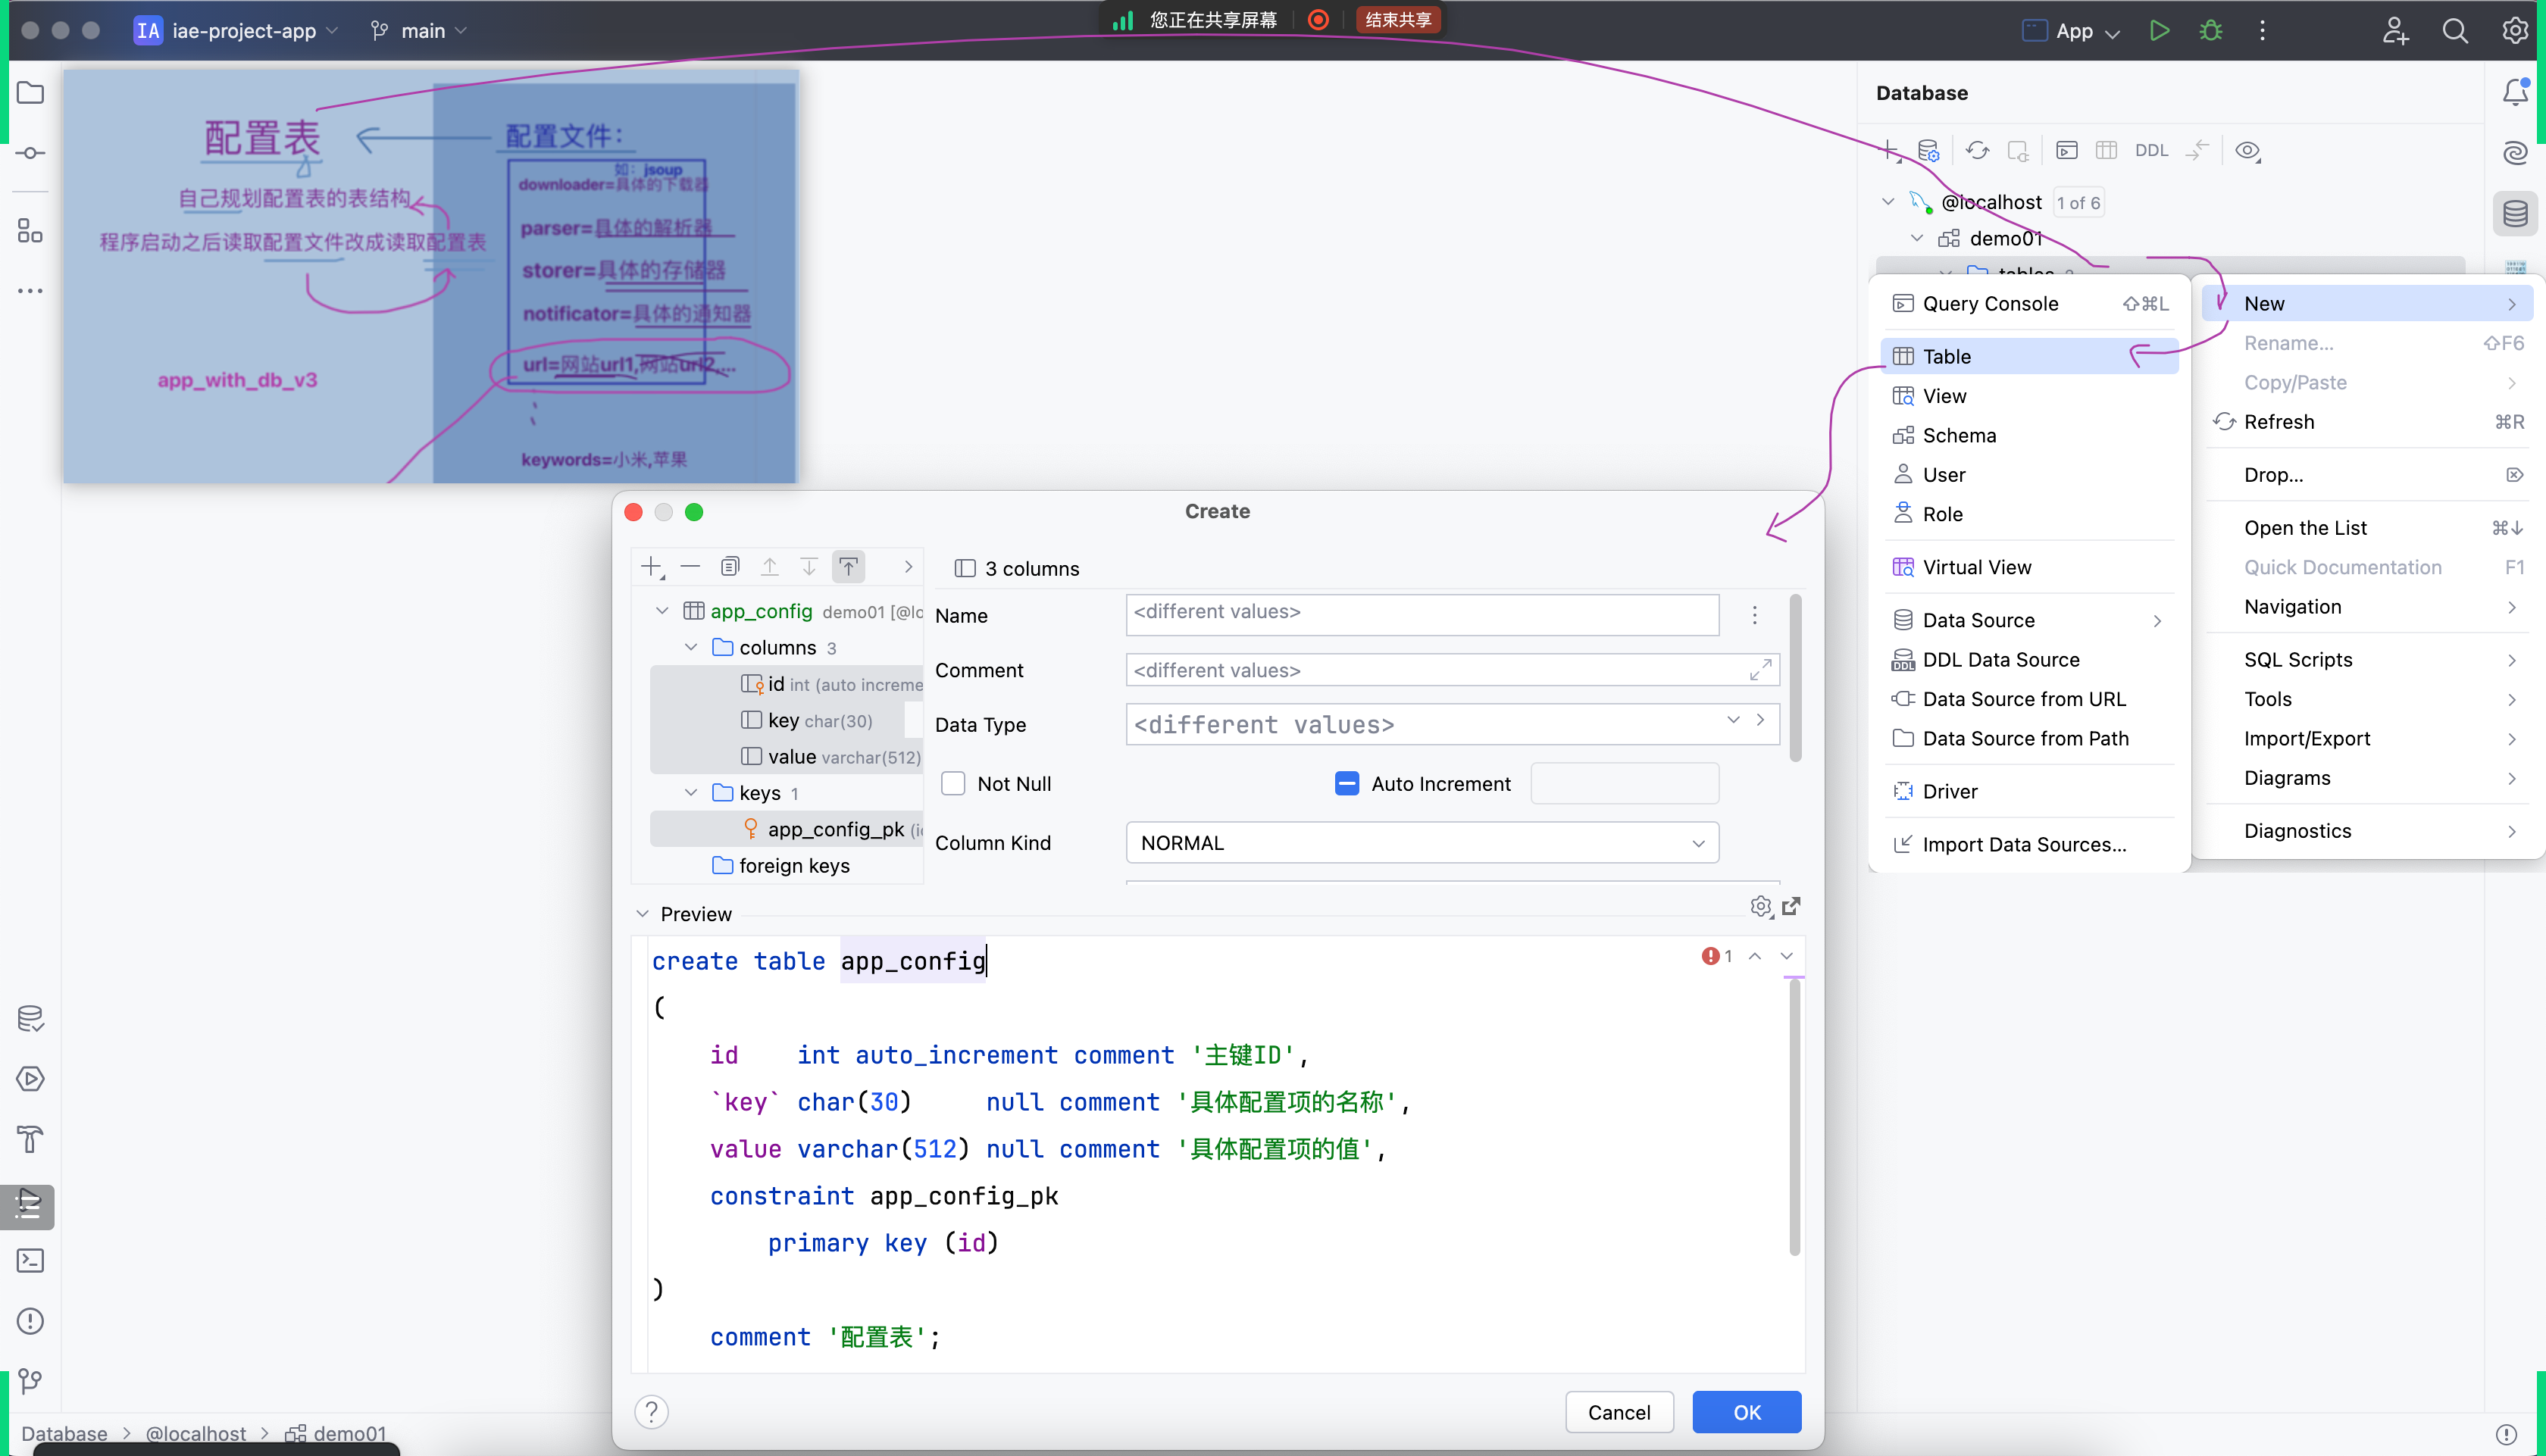 IA iae-project-app main
您正在共享屏幕 结束共享
App
配置表
自己规划配置表的表结构
程序启动之后读取配置文件改成读取配置表
app_with_db_v3
配置文件：
如：jsoup
downloader=具体的下载器
parser=具体的解析器
storer=具体的存储器
notificator=具体的通知器
url=网站url1,网站url2,...
keywords=小米,苹果
Database
DDL
@localhost 1 of 6
demo01
Query Console ⇧⌘L
Table
View
Schema
User
Role
Virtual View
Data Source
DDL Data Source
Data Source from URL
Data Source from Path
Driver
Import Data Sources...
New
Rename... ⇧F6
Copy/Paste
Refresh ⌘R
Drop...
Open the List ⌘↓
Quick Documentation F1
Navigation
SQL Scripts
Tools
Import/Export
Diagrams
Diagnostics
Create
app_config demo01 [@lo
columns 3
id int (auto increme
key char(30)
value varchar(512)
keys 1
app_config_pk (i
foreign keys
3 columns
Name <different values>
Comment <different values>
Data Type <different values>
Not Null Auto Increment
Column Kind NORMAL
Preview
1
create table app_config
(
id int auto_increment comment '主键ID',
`key` char(30) null comment '具体配置项的名称',
value varchar(512) null comment '具体配置项的值',
constraint app_config_pk
primary key (id)
)
comment '配置表';
? Cancel OK
Database > @localhost > demo01